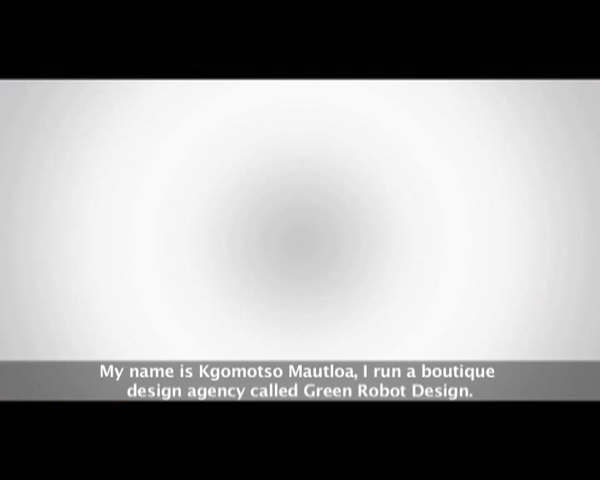 My name is Kgomotso Mautloa, I run a boutique
design agency called Green Robot Design.